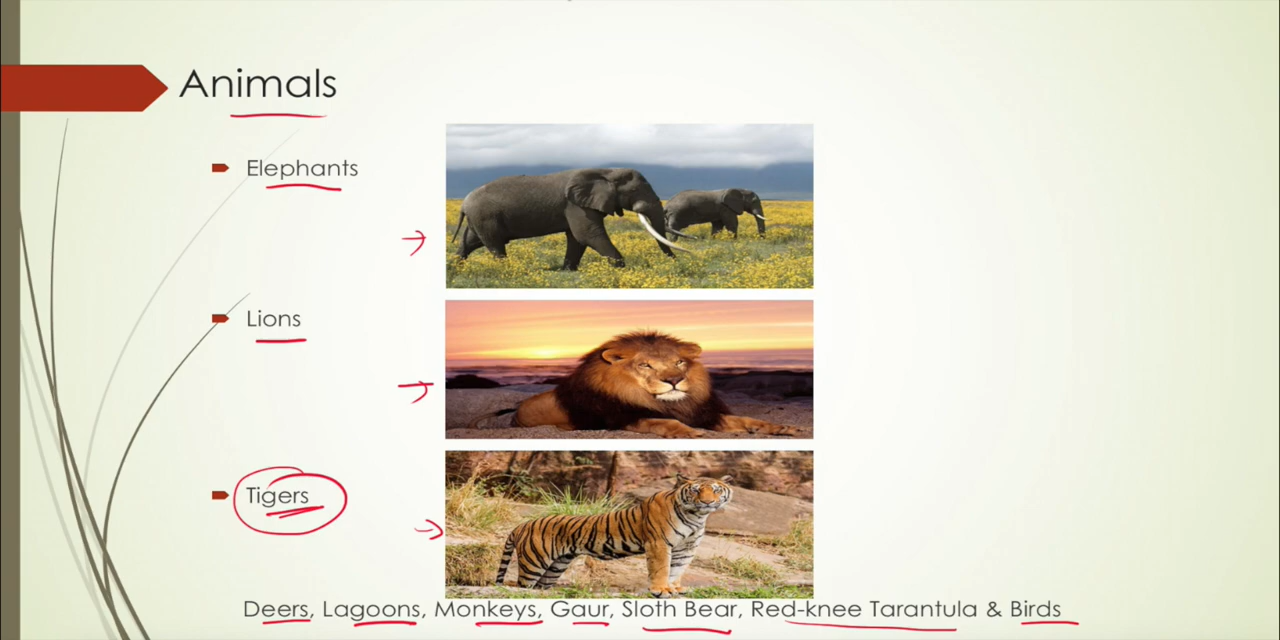 Animals
Elephants
Lions
Tigers
Deers, Lagoons, Monkeys, Gaur, Sloth Bear, Red-knee Tarantula & Birds